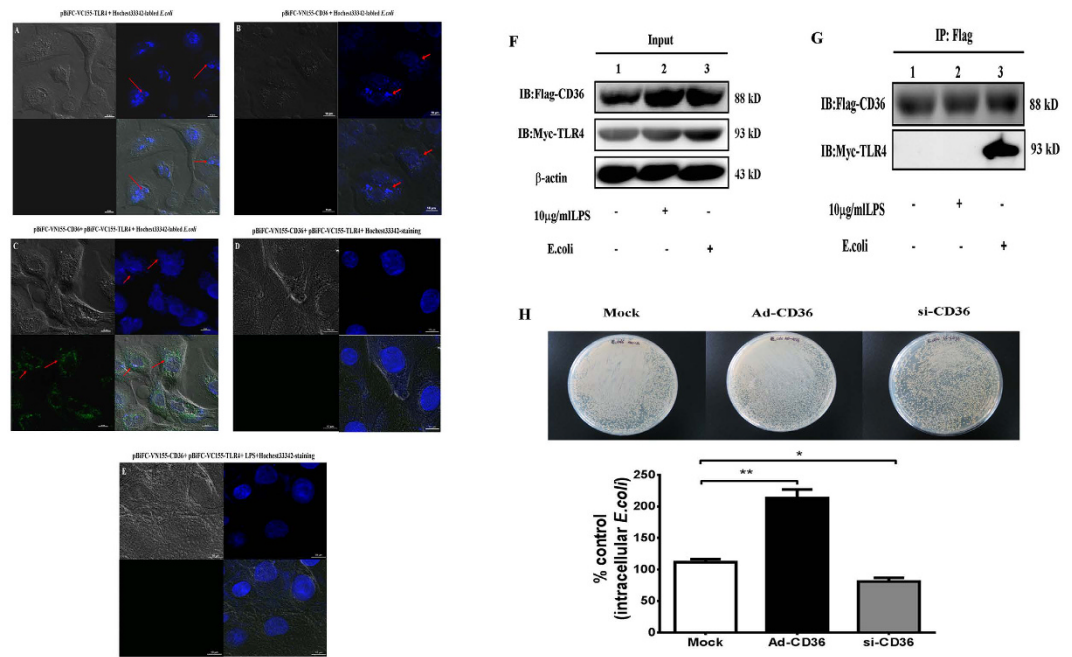 pBiFC-VC155-TLR4 + Hochest33342-labled E.coli
A
pBiFC-VN155-CD36 + Hochest33342-labled E.coli
B
pBiFC-VN155-CD36+ pBiFC-VC155-TLR4 + Hochest33342-labled E.coli
C
pBiFC-VN155-CD36+ pBiFC-VC155-TLR4+ Hochest33342-staining
D
pBiFC-VN155-CD36+ pBiFC-VC155-TLR4+ LPS+Hochest33342-staining
E
F
Input
1 2 3
IB:Flag-CD36 88 kD
IB:Myc-TLR4 93 kD
β-actin 43 kD
10μg/mlLPS - + -
E.coli - - +
G
IP: Flag
1 2 3
IB:Flag-CD36 88 kD
IB:Myc-TLR4 93 kD
10μg/mlLPS - + -
E.coli - - +
H
Mock Ad-CD36 si-CD36
*
**
% control
(intracellular E.coli)
250
200
150
100
50
0
Mock Ad-CD36 si-CD36